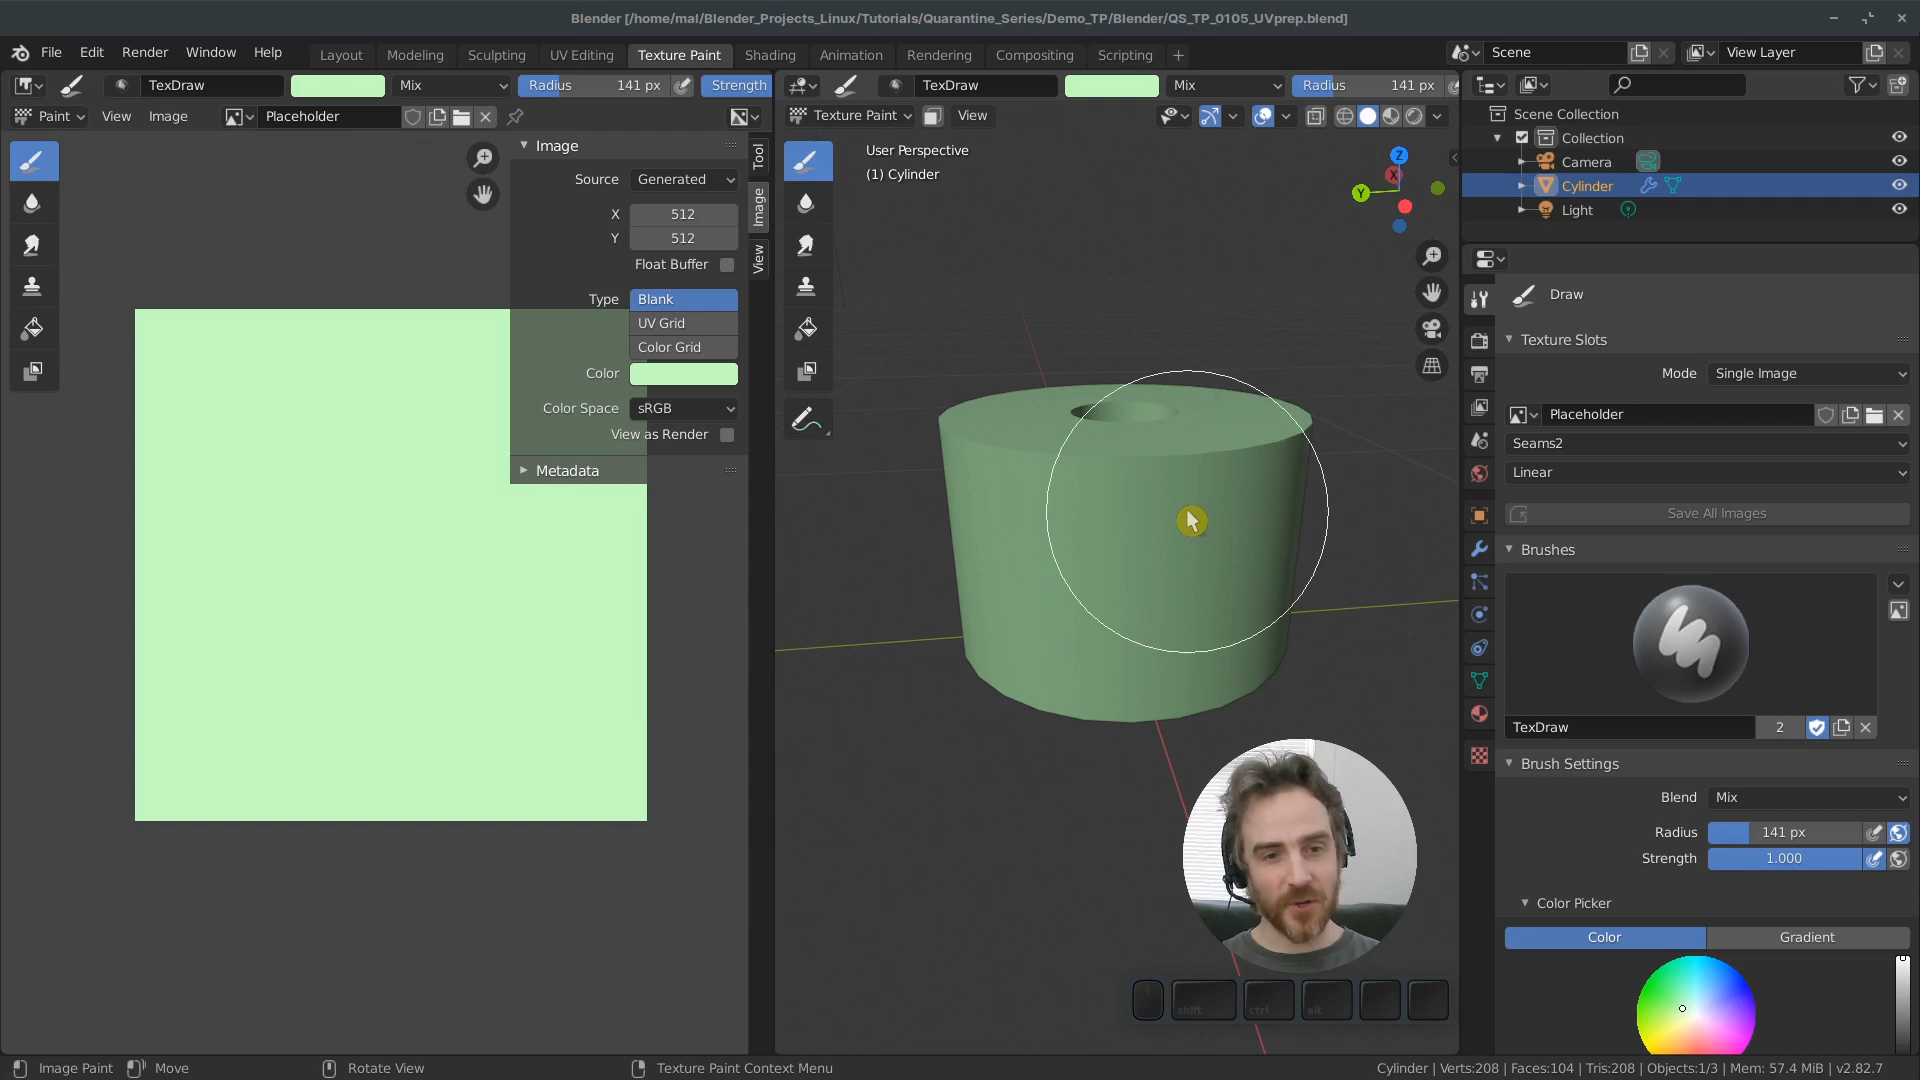 Blender [/home/mal/Blender_Projects_Linux/Tutorials/Quarantine_Series/Demo_TP/Blender/QS_TP_0105_UVprep.blend]
File Edit Render Window Help
Layout Modeling Sculpting UV Editing Texture Paint Shading Animation Rendering Compositing Scripting +
Scene
View Layer
TexDraw
Mix
Radius 141 px
Strength
TexDraw
Mix
Radius 141 px
Paint View Image
Placeholder
Texture Paint View
Image
Source Generated
X 512
Y 512
Float Buffer
Type Blank
UV Grid
Color Grid
Color
Color Space sRGB
View as Render
Metadata
Tool
Image
View
User Perspective
(1) Cylinder
Z
X
Y
Scene Collection
Collection
Camera
Cylinder
Light
Draw
Texture Slots
Mode Single Image
Placeholder
Seams2
Linear
Save All Images
Brushes
TexDraw 2
Brush Settings
Blend Mix
Radius 141 px
Strength 1.000
Color Picker
Color Gradient
shift ctrl alt
Image Paint Move Rotate View Texture Paint Context Menu
Cylinder | Verts:208 | Faces:104 | Tris:208 | Objects:1/3 | Mem: 57.4 MiB | v2.82.7